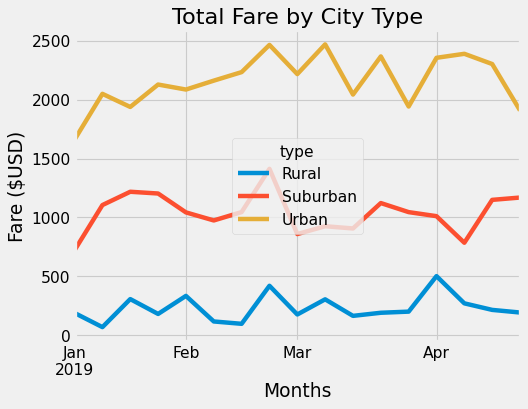 Total Fare by City Type
Fare ($USD)
2500
2000
1500
1000
500
0
type
Rural
Suburban
Urban
Jan
2019
Feb
Mar
Apr
Months